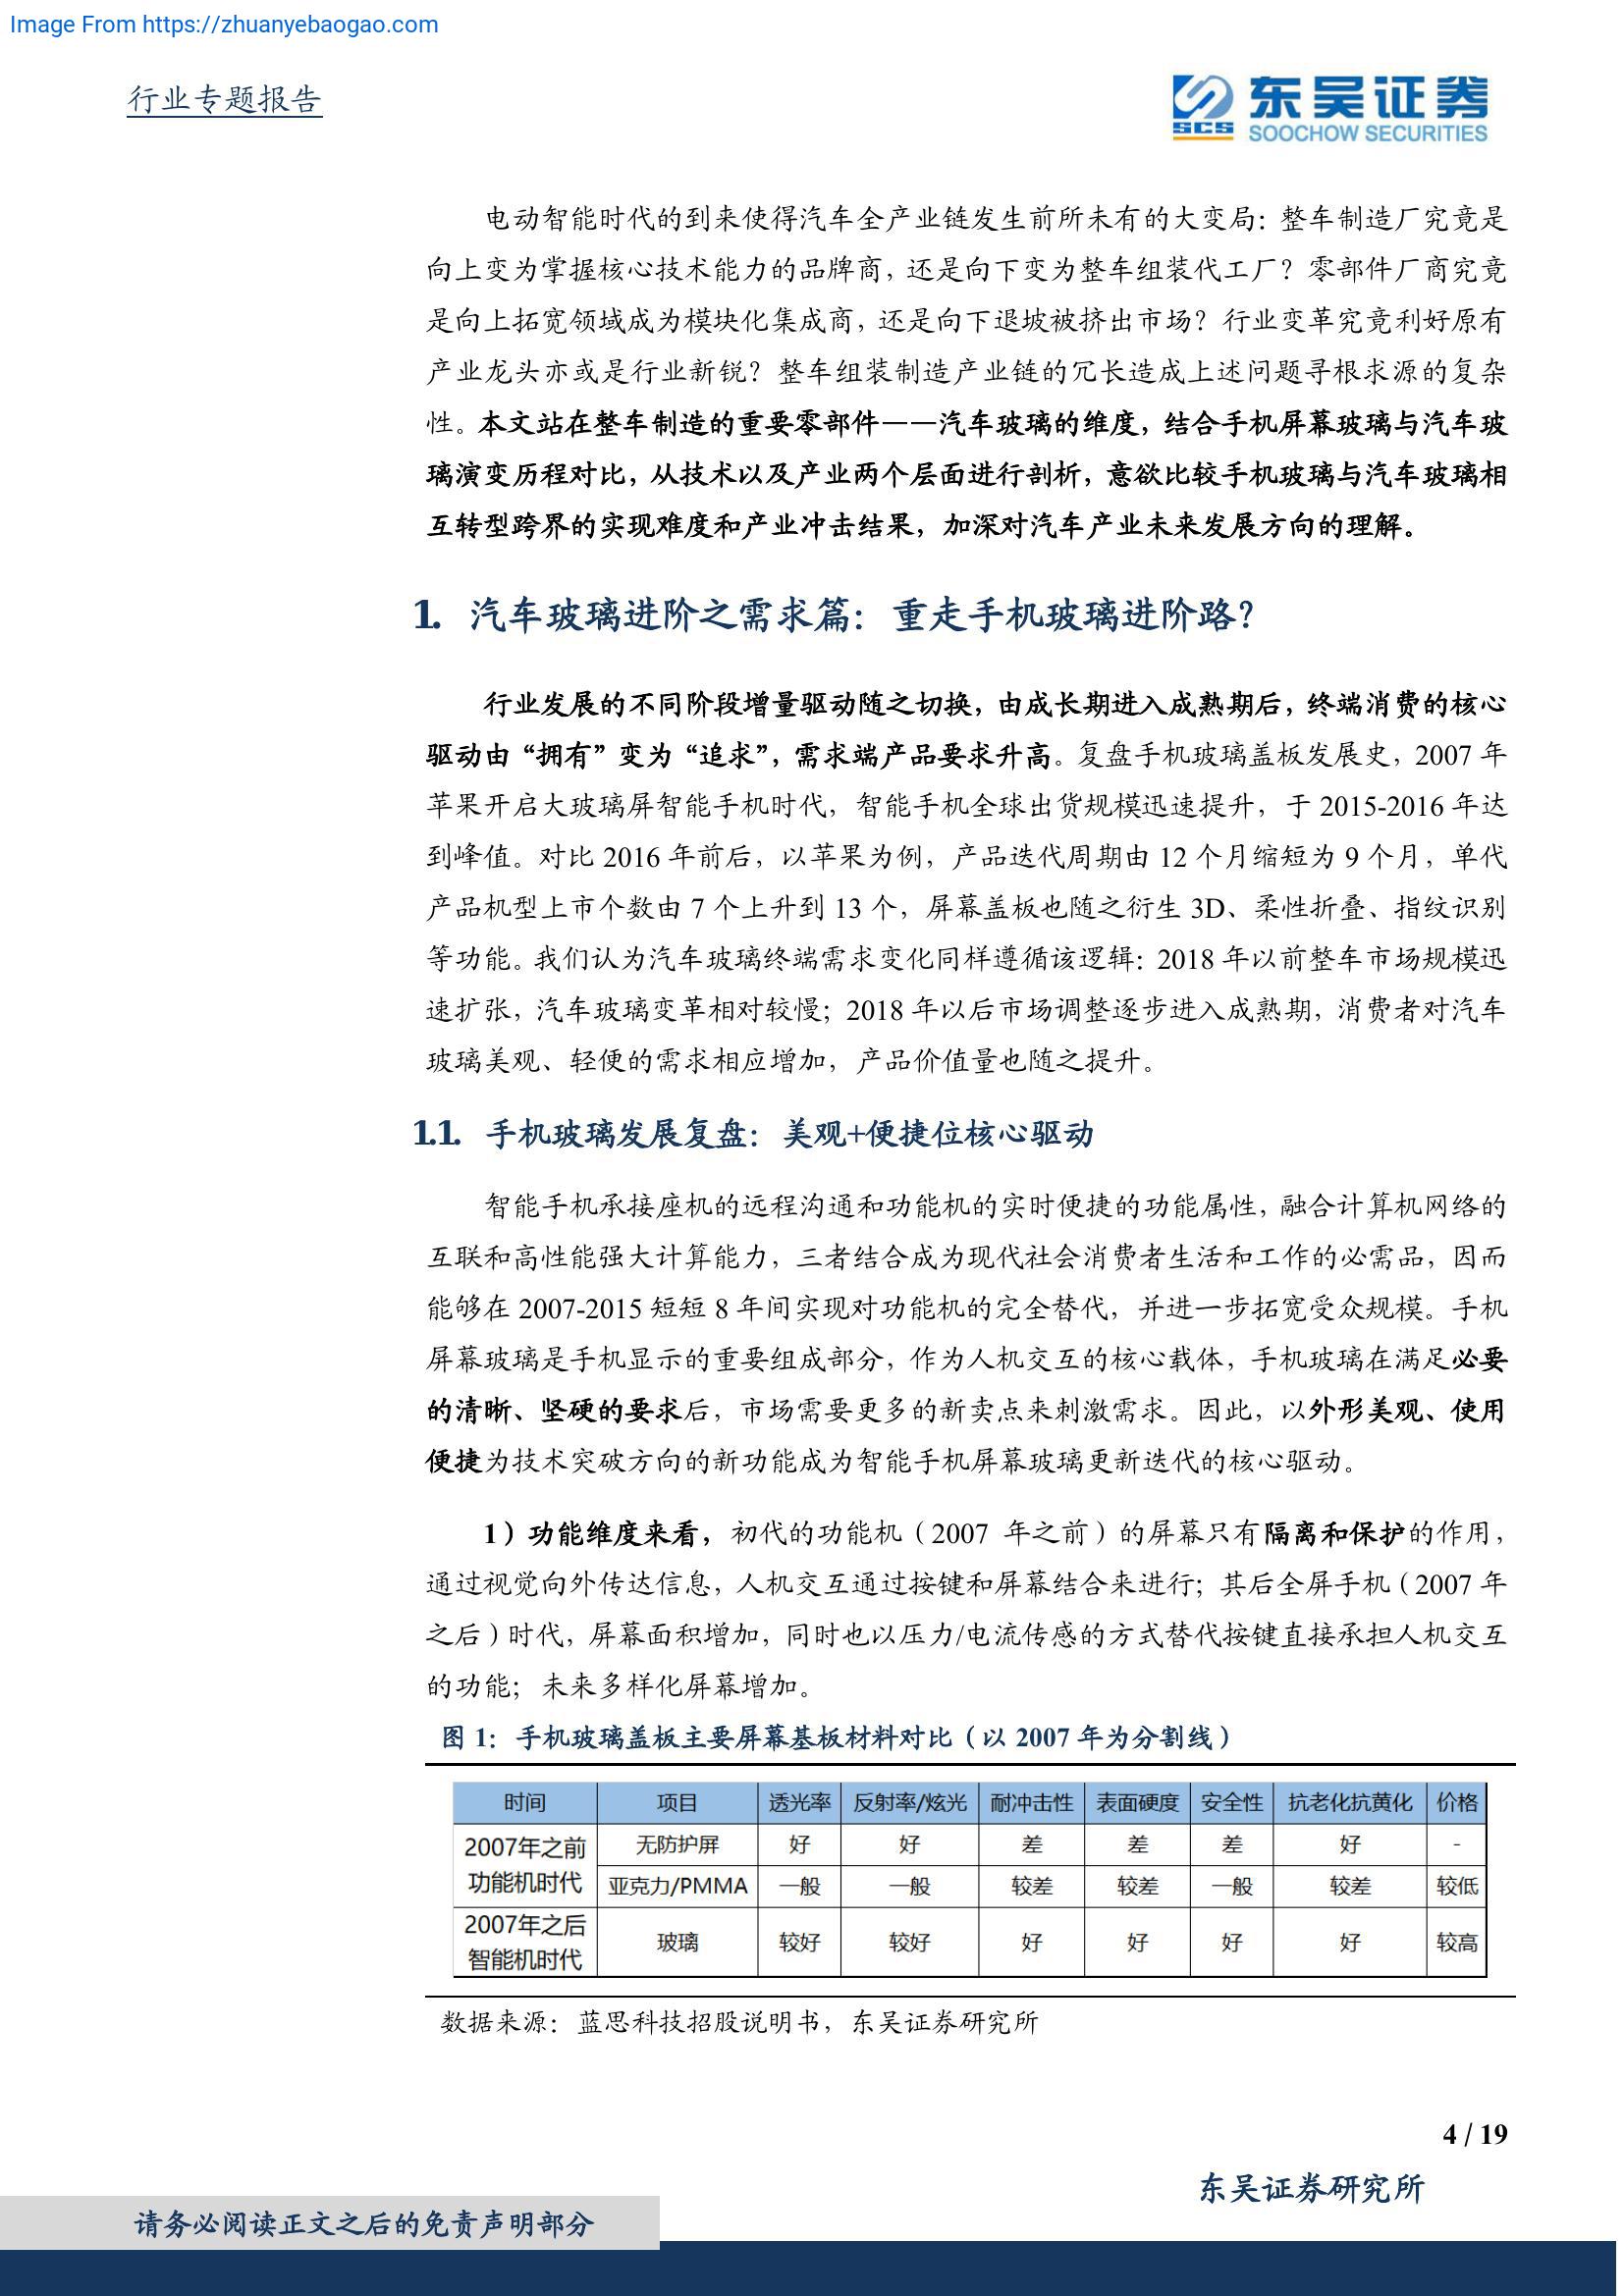 Image From https://zhuanyebaogao.com
行业专题报告
东吴证券
SCS
SOOCHOW SECURITIES
电动智能时代的到来使得汽车全产业链发生前所未有的大变局：整车制造厂究竟是
向上变为掌握核心技术能力的品牌商，还是向下变为整车组装代工厂？零部件厂商究竟
是向上拓宽领域成为模块化集成商，还是向下退坡被挤出市场？行业变革究竟利好原有
产业龙头亦或是行业新锐？整车组装制造产业链的冗长造成上述问题寻根求源的复杂
性。本文站在整车制造的重要零部件——汽车玻璃的维度，结合手机屏幕玻璃与汽车玻
璃演变历程对比，从技术以及产业两个层面进行剖析，意欲比较手机玻璃与汽车玻璃相
互转型跨界的实现难度和产业冲击结果，加深对汽车产业未来发展方向的理解。
1. 汽车玻璃进阶之需求篇：重走手机玻璃进阶路？
行业发展的不同阶段增量驱动随之切换，由成长期进入成熟期后，终端消费的核心
驱动由“拥有”变为“追求”，需求端产品要求升高。复盘手机玻璃盖板发展史，2007 年
苹果开启大玻璃屏智能手机时代，智能手机全球出货规模迅速提升，于 2015-2016 年达
到峰值。对比 2016 年前后，以苹果为例，产品迭代周期由 12 个月缩短为 9 个月，单代
产品机型上市个数由 7 个上升到 13 个，屏幕盖板也随之衍生 3D、柔性折叠、指纹识别
等功能。我们认为汽车玻璃终端需求变化同样遵循该逻辑：2018 年以前整车市场规模迅
速扩张，汽车玻璃变革相对较慢；2018 年以后市场调整逐步进入成熟期，消费者对汽车
玻璃美观、轻便的需求相应增加，产品价值量也随之提升。
1.1. 手机玻璃发展复盘：美观+便捷位核心驱动
智能手机承接座机的远程沟通和功能机的实时便捷的功能属性，融合计算机网络的
互联和高性能强大计算能力，三者结合成为现代社会消费者生活和工作的必需品，因而
能够在 2007-2015 短短 8 年间实现对功能机的完全替代，并进一步拓宽受众规模。手机
屏幕玻璃是手机显示的重要组成部分，作为人机交互的核心载体，手机玻璃在满足必要
的清晰、坚硬的要求后，市场需要更多的新卖点来刺激需求。因此，以外形美观、使用
便捷为技术突破方向的新功能成为智能手机屏幕玻璃更新迭代的核心驱动。
1）功能维度来看，初代的功能机（2007 年之前）的屏幕只有隔离和保护的作用，
通过视觉向外传达信息，人机交互通过按键和屏幕结合来进行；其后全屏手机（2007 年
之后）时代，屏幕面积增加，同时也以压力/电流传感的方式替代按键直接承担人机交互
的功能；未来多样化屏幕增加。
图 1：手机玻璃盖板主要屏幕基板材料对比（以 2007 年为分割线）
时间 项目 透光率 反射率/炫光 耐冲击性 表面硬度 安全性 抗老化抗黄化 价格
2007年之前 功能机时代 无防护屏 好 好 差 差 差 好 -
亚克力/PMMA 一般 一般 较差 较差 一般 较差 较低
2007年之后 智能机时代 玻璃 较好 较好 好 好 好 好 较高
数据来源：蓝思科技招股说明书，东吴证券研究所
4 / 19
东吴证券研究所
请务必阅读正文之后的免责声明部分